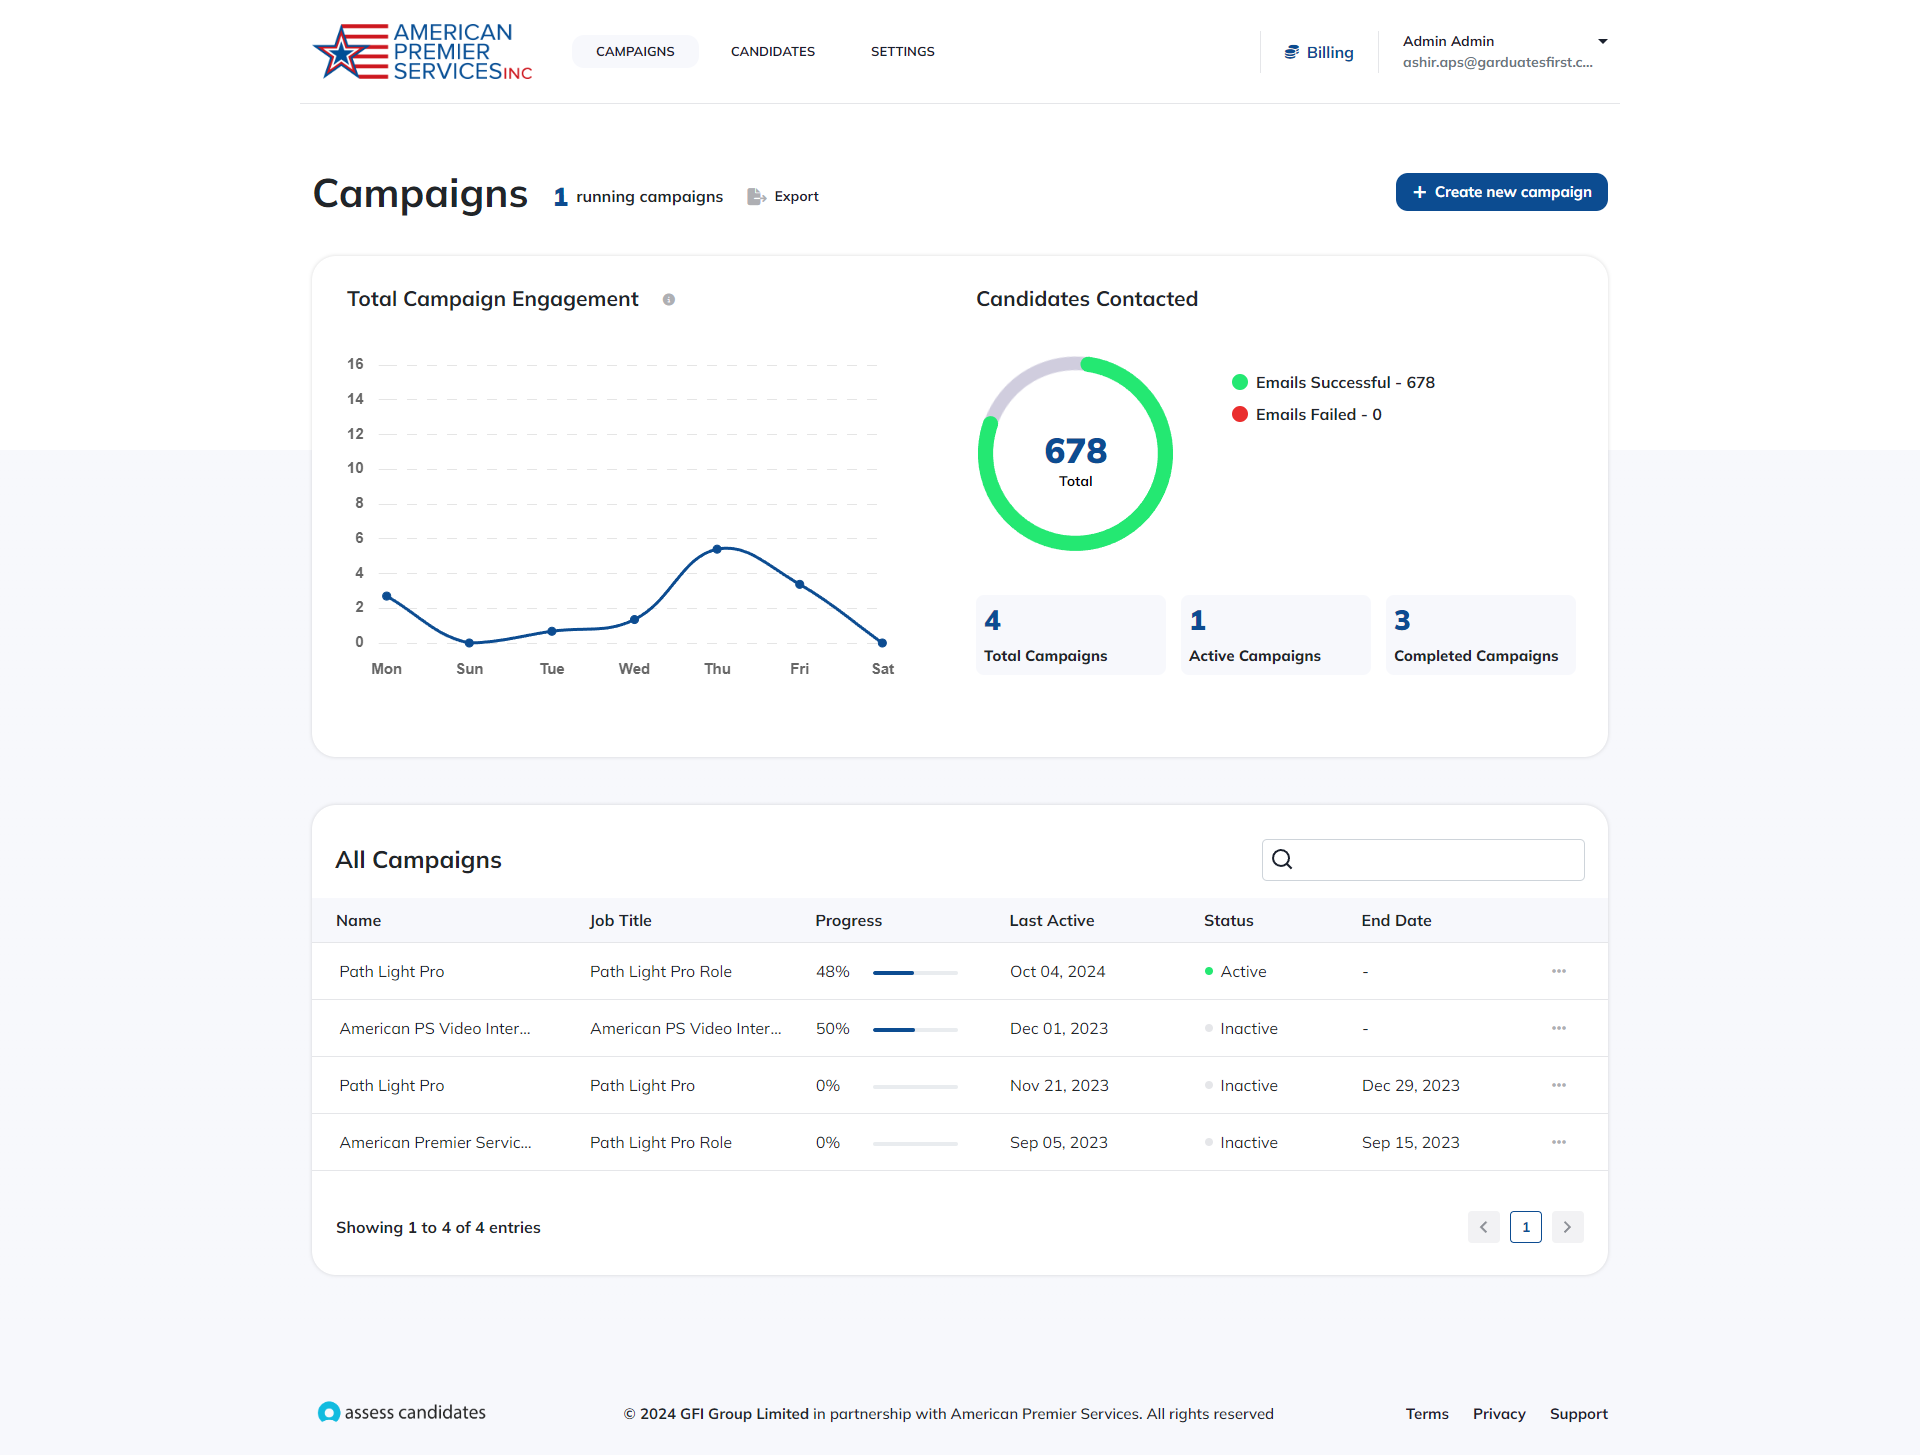 AMERICAN
PREMIER
SERVICESINC
CAMPAIGNS
CANDIDATES
SETTINGS
Billing
Admin Admin
ashir.aps@garduatesfirst.c...
Campaigns
1 running campaigns
Export
+ Create new campaign
Total Campaign Engagement
16
14
12
10
8
6
4
2
0
Mon Sun Tue Wed Thu Fri Sat
Candidates Contacted
678
Total
Emails Successful - 678
Emails Failed - 0
4
Total Campaigns
1
Active Campaigns
3
Completed Campaigns
All Campaigns
Name Job Title Progress Last Active Status End Date
Path Light Pro Path Light Pro Role 48% Oct 04, 2024 Active -
American PS Video Inter... American PS Video Inter... 50% Dec 01, 2023 Inactive -
Path Light Pro Path Light Pro 0% Nov 21, 2023 Inactive Dec 29, 2023
American Premier Servic... Path Light Pro Role 0% Sep 05, 2023 Inactive Sep 15, 2023
Showing 1 to 4 of 4 entries
1
assess candidates
© 2024 GFI Group Limited in partnership with American Premier Services. All rights reserved
Terms Privacy Support